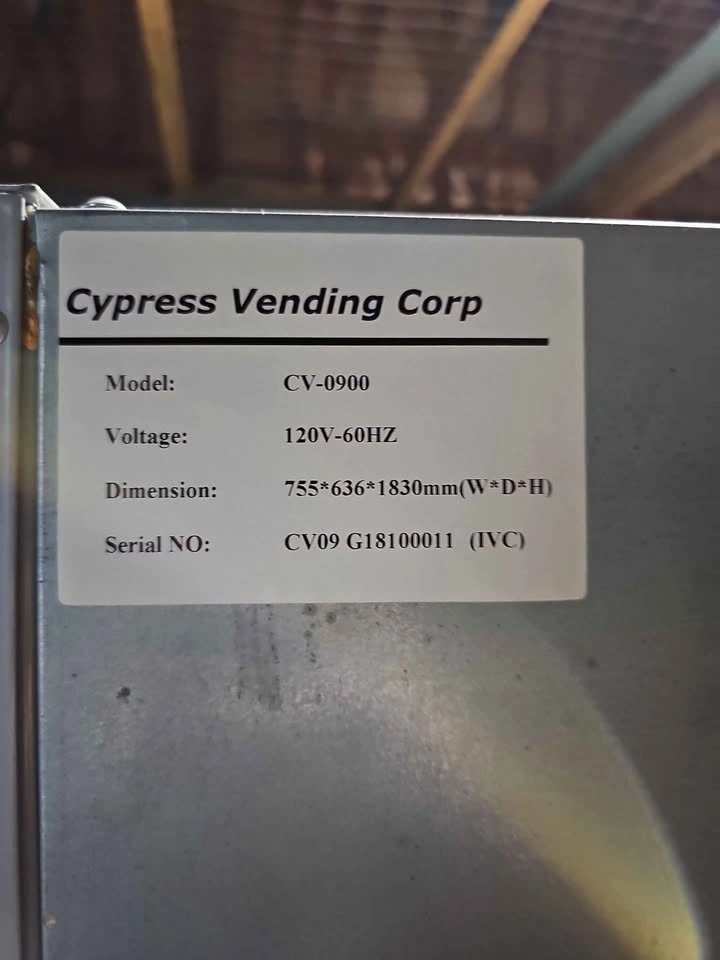 Cypress Vending Corp
Model: CV-0900
Voltage: 120V-60HZ
Dimension: 755*636*1830mm(W*D*H)
Serial NO: CV09 G18100011 (IVC)